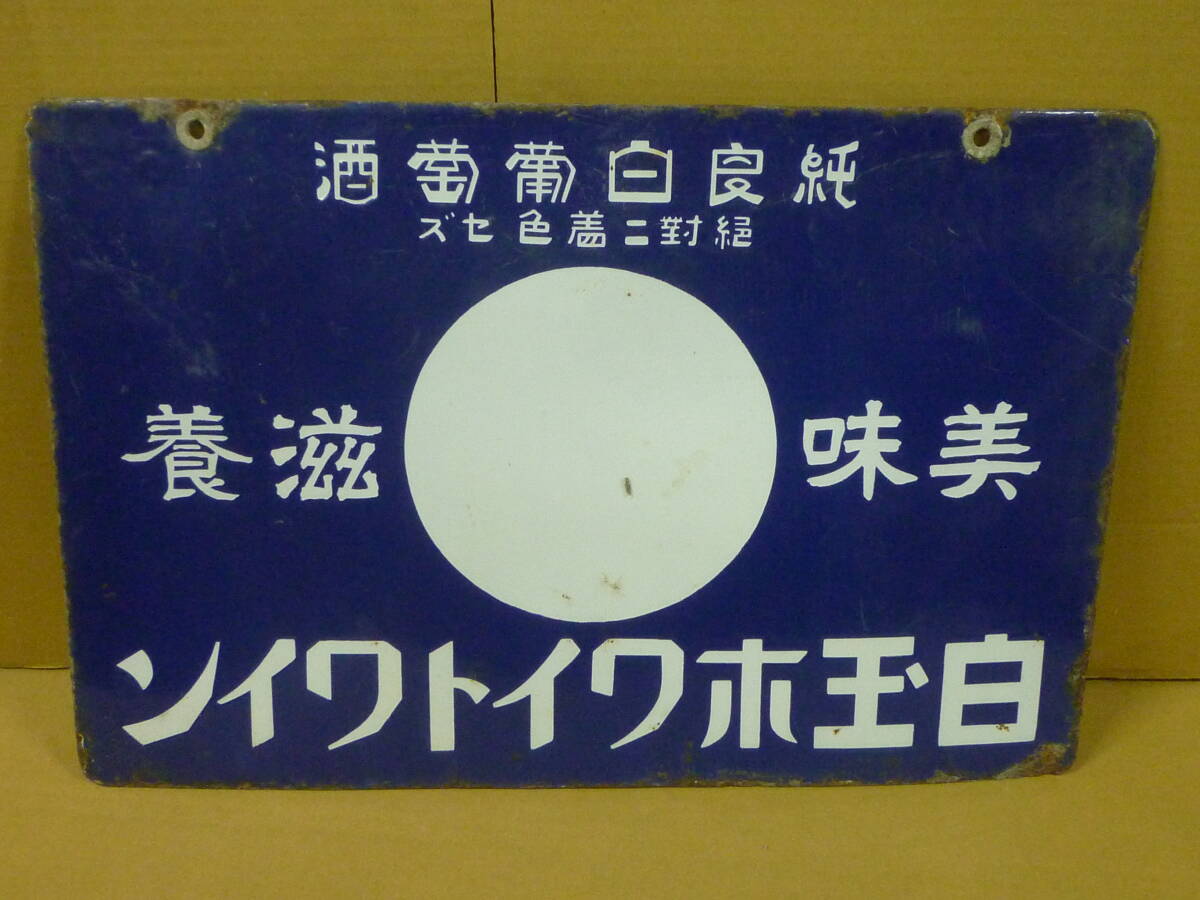 純良白葡萄酒
絕對ニ着色セズ
美味
滋養
白玉ホワイトワイン